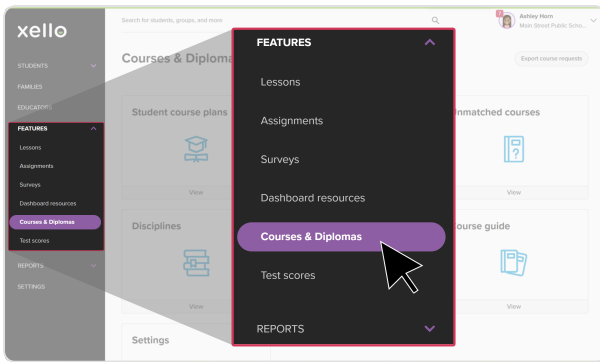 xello
Search for students, groups, and more
1
Ashley Horn
Main Street Public Scho...
STUDENTS
FAMILIES
EDUCATORS
FEATURES
Lessons
Assignments
Surveys
Dashboard resources
Courses & Diplomas
Test scores
REPORTS
SETTINGS
Courses & Diploma
Export course requests
Student course plans
View
Disciplines
View
Settings
FEATURES
Lessons
Assignments
Surveys
Dashboard resources
Courses & Diplomas
Test scores
REPORTS
Unmatched courses
View
Course guide
View